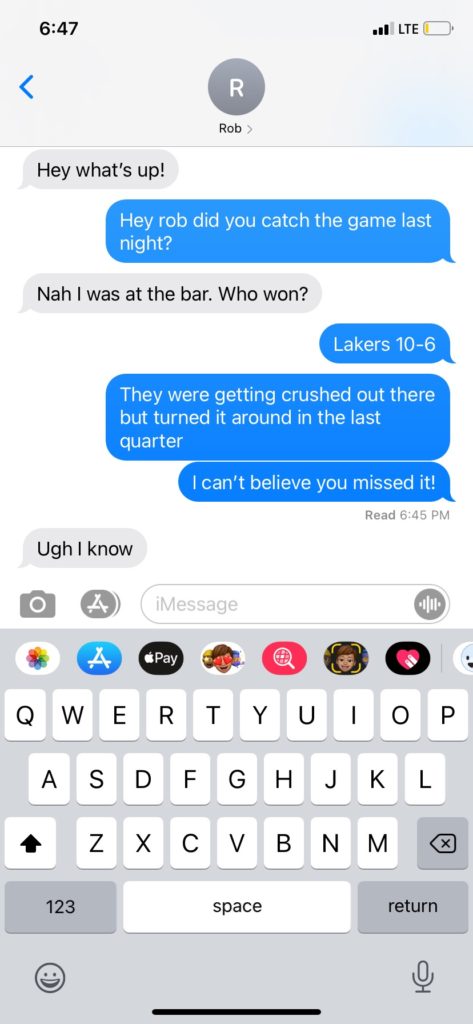 6:47
LTE
R
Rob
Hey what’s up!
Hey rob did you catch the game last
night?
Nah I was at the bar. Who won?
Lakers 10-6
They were getting crushed out there
but turned it around in the last
quarter
I can’t believe you missed it!
Read 6:45 PM
Ugh I know
iMessage
Pay
Q W E R T Y U I O P
A S D F G H J K L
Z X C V B N M
123 space return